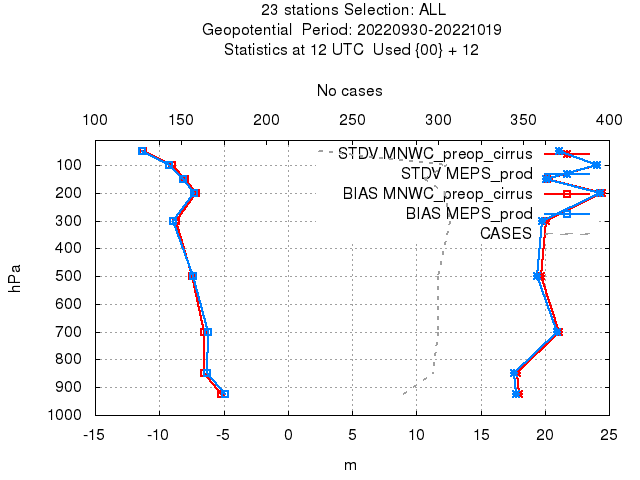 23 stations Selection: ALL
Geopotential  Period: 20220930-20221019
Statistics at 12 UTC  Used {00} + 12
No cases
100 150 200 250 300 350 400
STDV MNWC_preop_cirrus
STDV MEPS_prod
BIAS MNWC_preop_cirrus
BIAS MEPS_prod
CASES
hPa
100
200
300
400
500
600
700
800
900
1000
-15 -10 -5 0 5 10 15 20 25
m